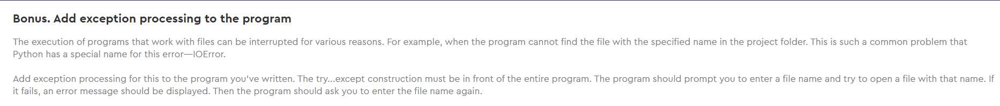 Bonus. Add exception processing to the program
The execution of programs that work with files can be interrupted for various reasons. For example, when the program cannot find the file with the specified name in the project folder. This is such a common problem that
Python has a special name for this error—IOError.
Add exception processing for this to the program you've written. The try...except construction must be in front of the entire program. The program should prompt you to enter a file name and try to open a file with that name. If
it fails, an error message should be displayed. Then the program should ask you to enter the file name again.